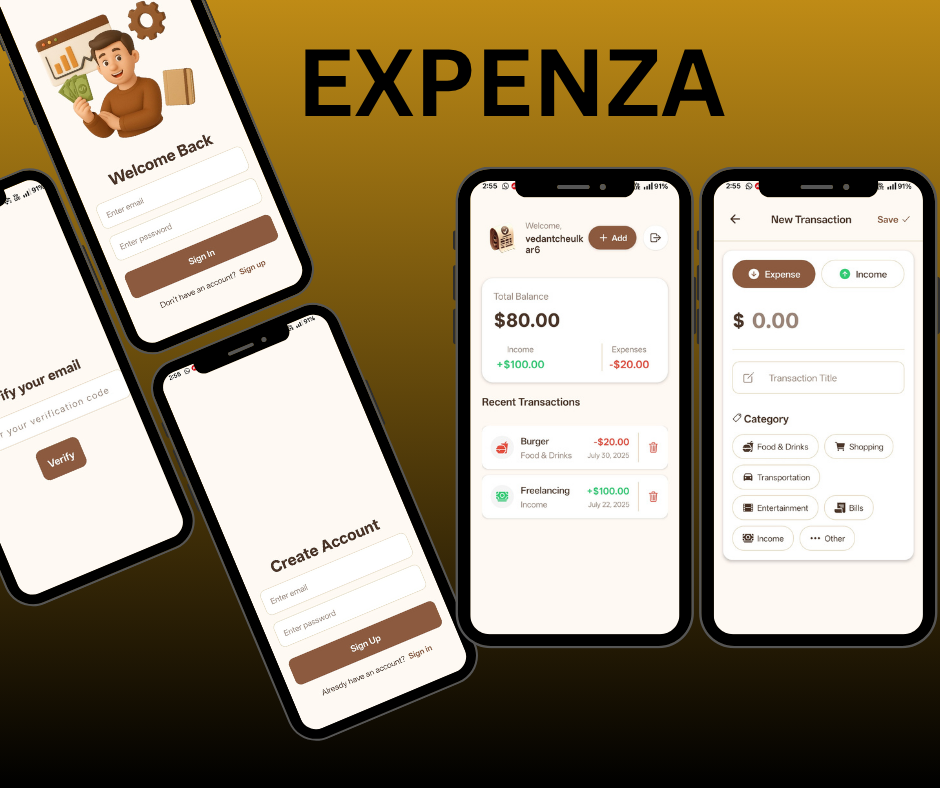 EXPENZA
Welcome Back
Enter email
Enter password
Sign In
Don't have an account? Sign up
91%
ify your email
r your verification code
Verify
2:55
91%
Create Account
Enter email
Enter password
Sign Up
Already have an account? Sign in
2:55
91%
Welcome,
vedantcheulk
ar6
+ Add
Total Balance
$80.00
Income
Expenses
+$100.00
-$20.00
Recent Transactions
Burger
-$20.00
Food & Drinks
July 30, 2025
Freelancing
+$100.00
Income
July 22, 2025
2:55
91%
New Transaction
Save
Expense
Income
$ 0.00
Transaction Title
Category
Food & Drinks
Shopping
Transportation
Entertainment
Bills
Income
Other